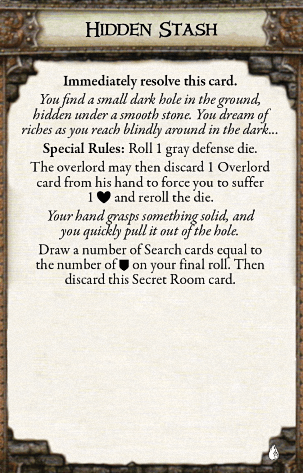 Hidden Stash
Immediately resolve this card.
You find a small dark hole in the ground,
hidden under a smooth stone. You dream of
riches as you reach blindly around in the dark...
Special Rules: Roll 1 gray defense die.
The overlord may then discard 1 Overlord
card from his hand to force you to suffer
1 ♥ and reroll the die.
Your hand grasps something solid, and
you quickly pull it out of the hole.
Draw a number of Search cards equal to
the number of on your final roll. Then
discard this Secret Room card.